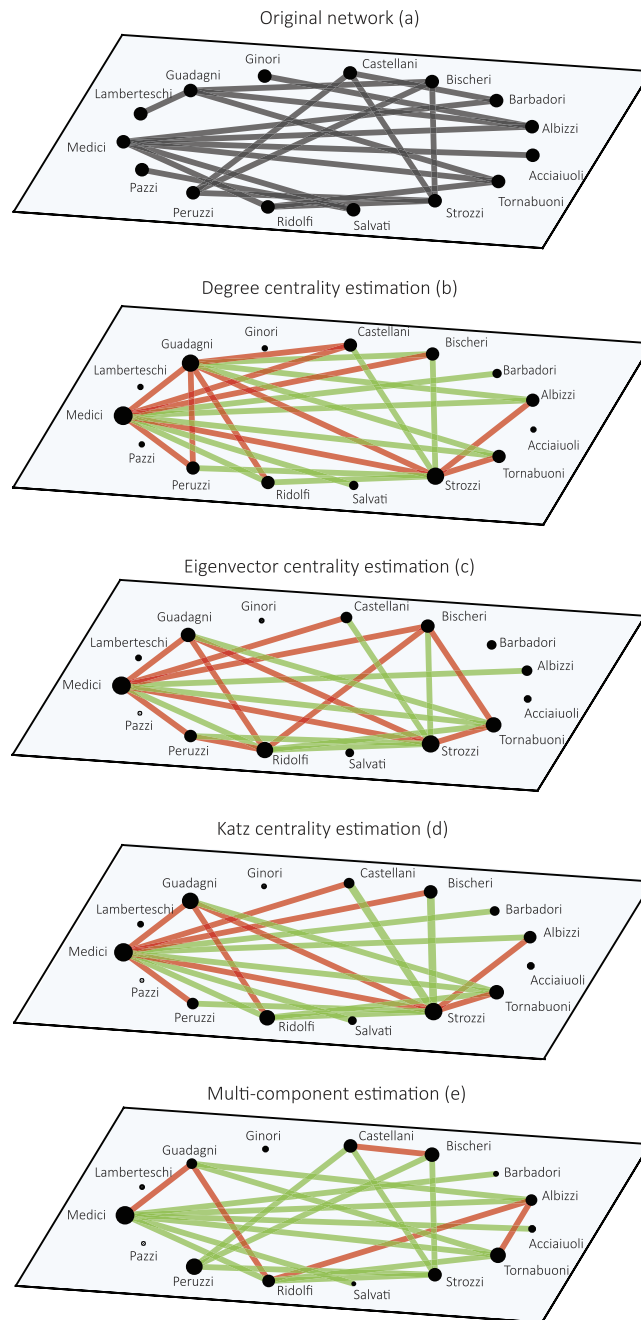 Original network (a)
Ginori
Castellani
Guadagni
Bischeri
Lamberteschi
Barbadori
Albizzi
Medici
Acciaiuoli
Pazzi
Tornabuoni
Peruzzi
Ridolfi
Salvati
Strozzi
Degree centrality estimation (b)
Ginori
Castellani
Guadagni
Bischeri
Lamberteschi
Barbadori
Albizzi
Medici
Acciaiuoli
Pazzi
Tornabuoni
Peruzzi
Ridolfi
Salvati
Strozzi
Eigenvector centrality estimation (c)
Ginori
Castellani
Guadagni
Bischeri
Lamberteschi
Barbadori
Albizzi
Medici
Acciaiuoli
Pazzi
Tornabuoni
Peruzzi
Ridolfi
Salvati
Strozzi
Katz centrality estimation (d)
Ginori
Castellani
Guadagni
Bischeri
Lamberteschi
Barbadori
Albizzi
Medici
Acciaiuoli
Pazzi
Tornabuoni
Peruzzi
Ridolfi
Salvati
Strozzi
Multi-component estimation (e)
Ginori
Castellani
Guadagni
Bischeri
Lamberteschi
Barbadori
Albizzi
Medici
Acciaiuoli
Pazzi
Tornabuoni
Peruzzi
Ridolfi
Salvati
Strozzi